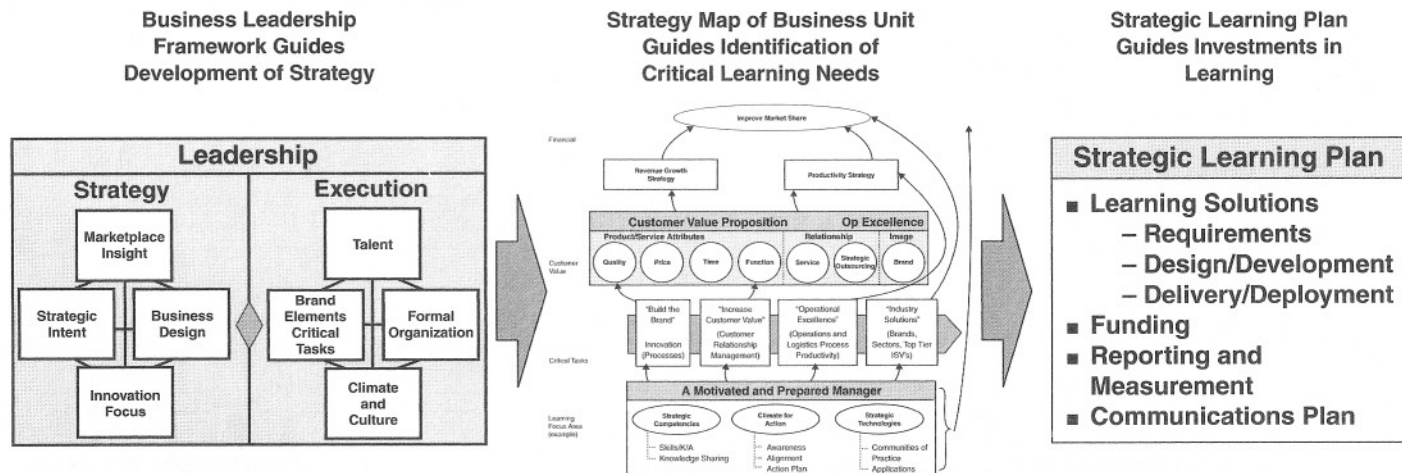 Business Leadership
Framework Guides
Development of Strategy
Leadership
Strategy
Execution
Marketplace
Insight
Strategic
Intent
Business
Design
Innovation
Focus
Talent
Brand
Elements
Critical
Tasks
Formal
Organization
Climate
and
Culture
Strategy Map of Business Unit
Guides Identification of
Critical Learning Needs
Financial
Improve Market Share
Revenue Growth
Strategy
Productivity Strategy
Customer
Value
Customer Value Proposition
Op Excellence
Product/Service Attributes
Relationship
Image
Quality
Price
Time
Function
Service
Strategic
Outsourcing
Brand
Critical Tasks
"Build the
Brand"
Innovation
(Processes)
"Increase
Customer Value"
(Customer
Relationship
Management)
"Operational
Excellence"
(Operations and
Logistics Process
Productivity)
"Industry
Solutions"
(Brands,
Sectors, Top Tier
ISV's)
Learning
Focus Area
(example)
A Motivated and Prepared Manager
Strategic
Competencies
Skills/K/A
Knowledge Sharing
Climate for
Action
Awareness
Alignment
Action Plan
Strategic
Technologies
Communities of
Practice
Applications
Strategic Learning Plan
Guides Investments in
Learning
Strategic Learning Plan
■ Learning Solutions
– Requirements
– Design/Development
– Delivery/Deployment
■ Funding
■ Reporting and
Measurement
■ Communications Plan